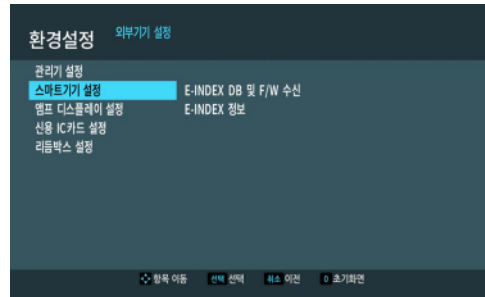 환경설정 외부기기 설정
관리기 설정
스마트기기 설정 E-INDEX DB 및 F/W 수신
앰프 디스플레이 설정 E-INDEX 정보
신용 IC카드 설정
리듬박스 설정
항목 이동 선택 선택 취소 이전 0 초기화면